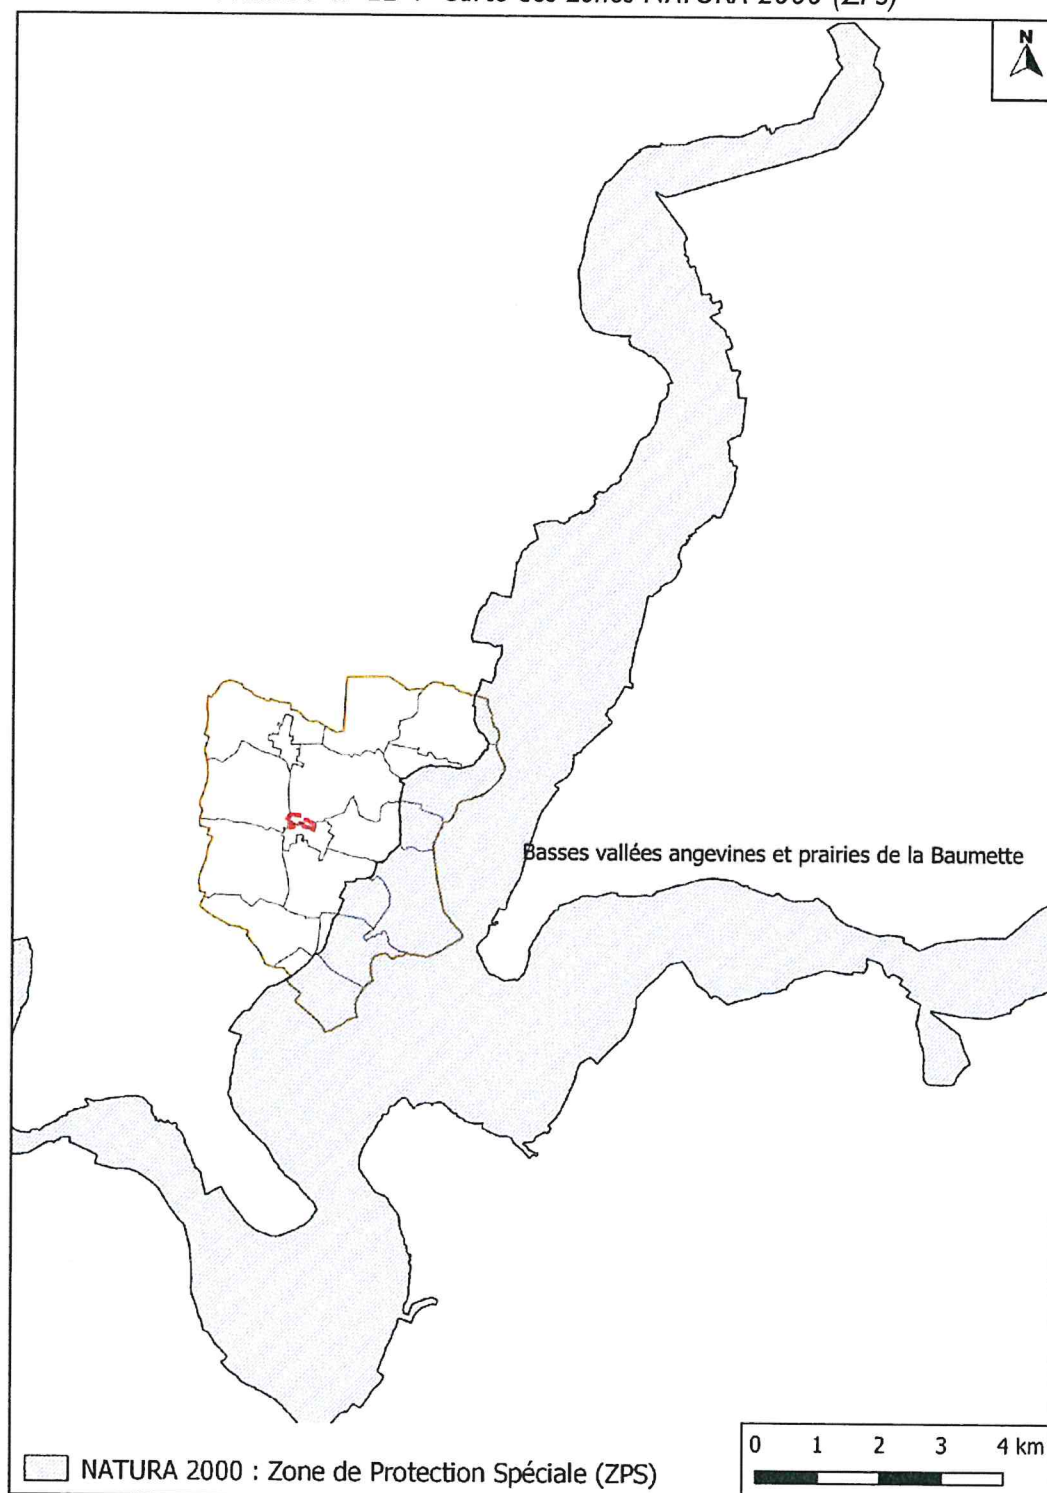 Carte des zones NATURA 2000 (ZPS)
N
Basses vallées angevines et prairies de la Baumette
NATURA 2000 : Zone de Protection Spéciale (ZPS)
0 1 2 3 4 km